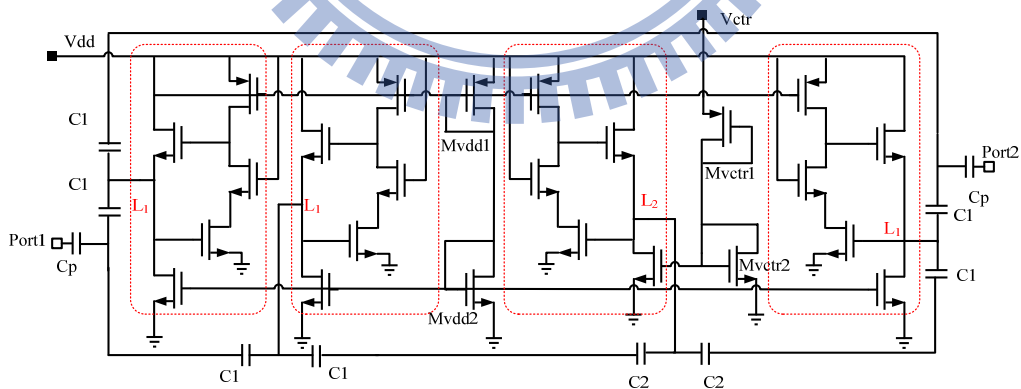 Vctr
Vdd
C1
Mvdd1
Mvctr1
Port2
C1
Cp
L1
L1
L2
L1
C1
Port1
Cp
Mvctr2
C1
Mvdd2
C1
C1
C2
C2